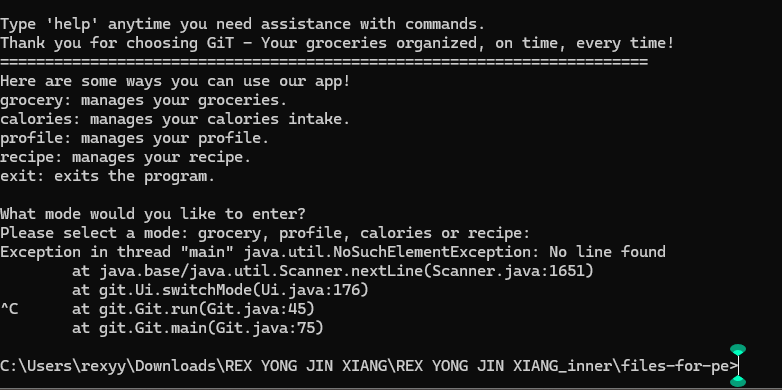 Type 'help' anytime you need assistance with commands.
Thank you for choosing GiT - Your groceries organized, on time, every time!
========================================================================
Here are some ways you can use our app!
grocery: manages your groceries.
calories: manages your calories intake.
profile: manages your profile.
recipe: manages your recipe.
exit: exits the program.

What mode would you like to enter?
Please select a mode: grocery, profile, calories or recipe:
Exception in thread "main" java.util.NoSuchElementException: No line found
        at java.base/java.util.Scanner.nextLine(Scanner.java:1651)
        at git.Ui.switchMode(Ui.java:176)
^C      at git.Git.run(Git.java:45)
        at git.Git.main(Git.java:75)

C:\Users\rexyy\Downloads\REX YONG JIN XIANG\REX YONG JIN XIANG_inner\files-for-pe>